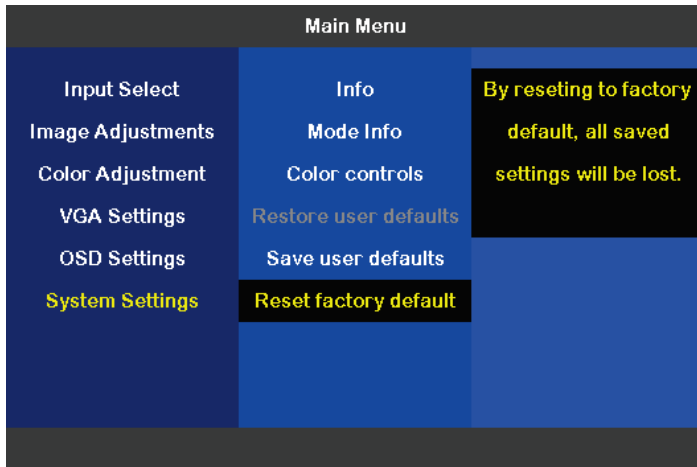 Main Menu
Input Select
Image Adjustments
Color Adjustment
VGA Settings
OSD Settings
System Settings
Info
Mode Info
Color controls
Restore user defaults
Save user defaults
Reset factory default
By reseting to factory
default, all saved
settings will be lost.